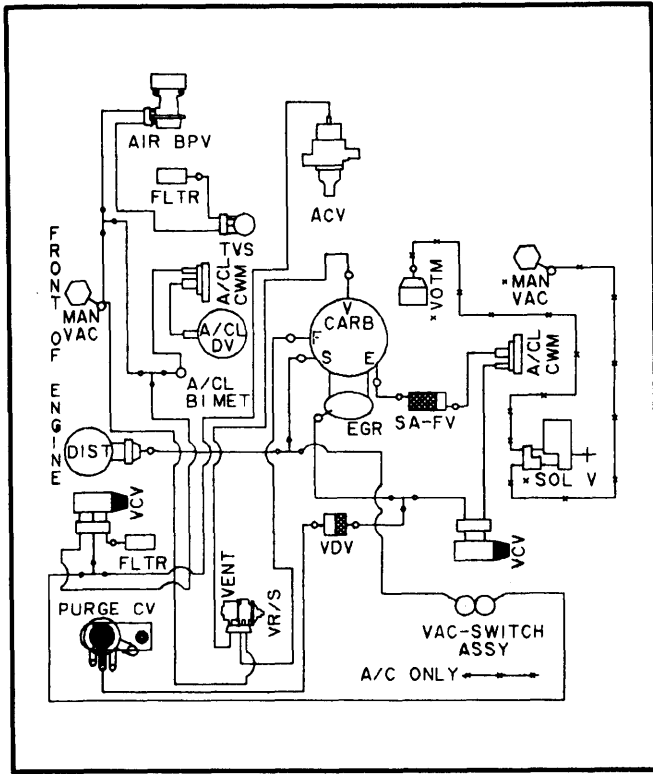 AIR BPV
FLTR
TVS
ACV
FRONT OF ENGINE
MAN
VAC
A/CL
CWM
A/CL
DV
A/CL
BIMET
V
CARB
F
S
E
EGR
SA-FV
*VOTM
*MAN
VAC
A/CL
CWM
*SOL V
DIST
VCV
FLTR
VDV
VCV
VENT
VR/S
PURGE CV
VAC-SWITCH
ASSY
A/C ONLY